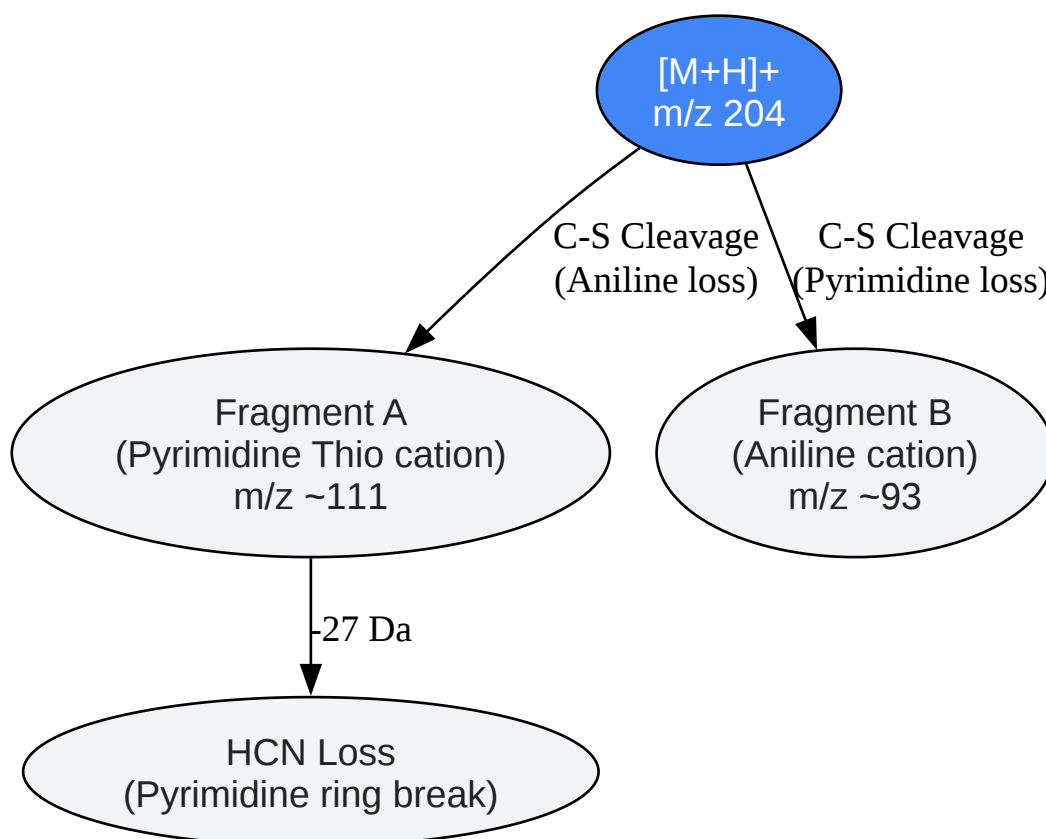 [M+H]+
m/z 204
C-S Cleavage
(Aniline loss)
C-S Cleavage
(Pyrimidine loss)
Fragment A
(Pyrimidine Thio cation)
m/z ~111
Fragment B
(Aniline cation)
m/z ~93
-27 Da
HCN Loss
(Pyrimidine ring break)